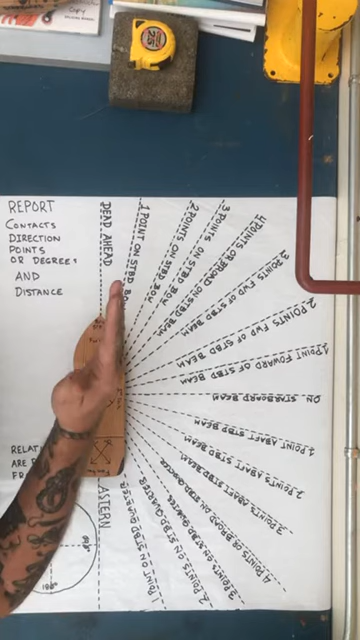 Copy
REPORT
CONTACTS
DIRECTION
POINTS
OR DEGREES
AND
DISTANCE
DEAD AHEAD
1 POINT ON STBD BOW
2 POINTS ON STBD BOW
3 POINTS ON STBD BOW
4 POINTS OR BROAD ON STBD BOW
3 POINTS FWD OF STBD BEAM
2 POINTS FWD OF STBD BEAM
1 POINT FOWARD OF STBD BEAM
ON STARBOARD BEAM
1 POINT ABAFT STBD BEAM
2 POINTS ABAFT STBD BEAM
3 POINTS ABAFT STBD BEAM
4 POINTS OR BROAD ON STBD QUARTER
3 POINTS ON STBD QUARTER
2 POINTS ON STBD QUARTER
1 POINT ON STBD QUARTER
ASTERN
RELAT
ARE
FR
090°
180°